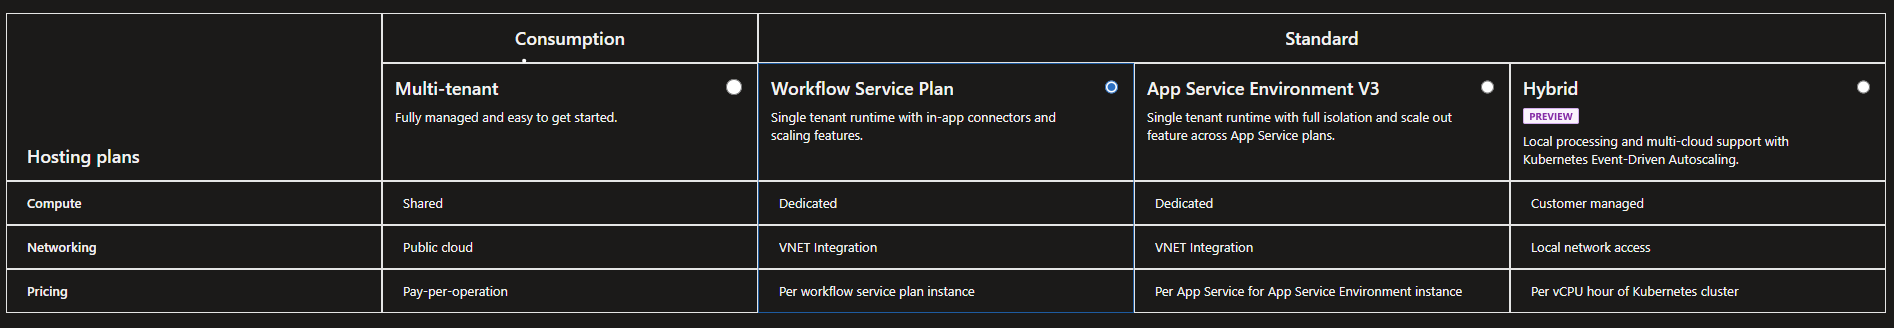 Consumption
Standard
Hosting plans
Multi-tenant
Fully managed and easy to get started.
Workflow Service Plan
Single tenant runtime with in-app connectors and
scaling features.
App Service Environment V3
Single tenant runtime with full isolation and scale out
feature across App Service plans.
Hybrid
PREVIEW
Local processing and multi-cloud support with
Kubernetes Event-Driven Autoscaling.
Compute
Shared
Dedicated
Dedicated
Customer managed
Networking
Public cloud
VNET Integration
VNET Integration
Local network access
Pricing
Pay-per-operation
Per workflow service plan instance
Per App Service for App Service Environment instance
Per vCPU hour of Kubernetes cluster